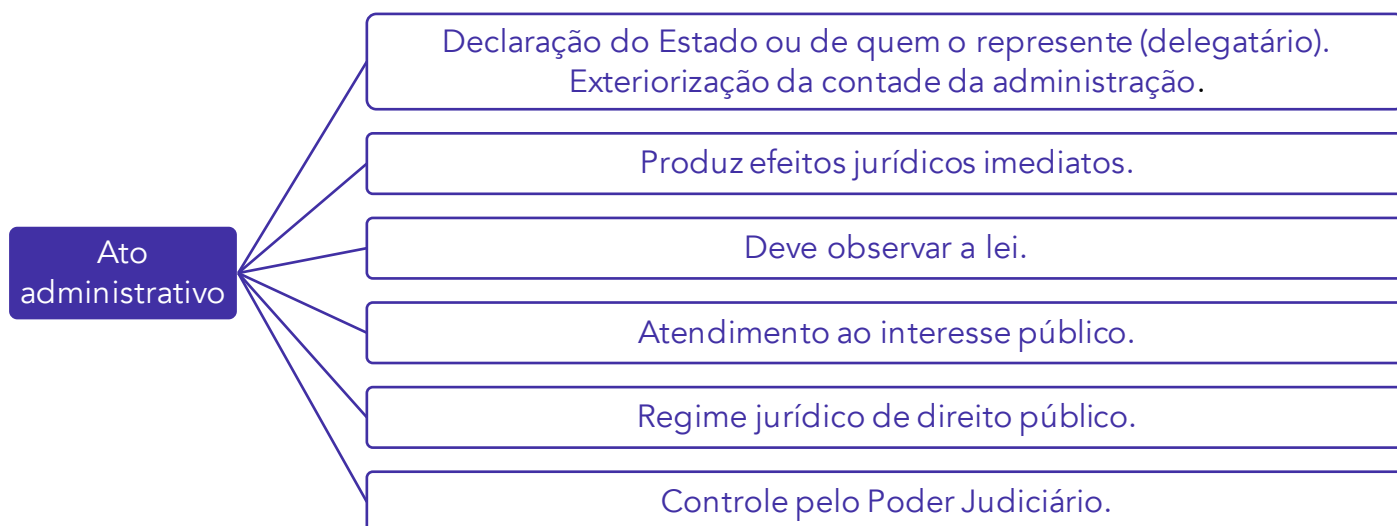 Declaração do Estado ou de quem o represente (delegatário).
Exteriorização da contade da administração.
Produz efeitos jurídicos imediatos.
Deve observar a lei.
Ato
administrativo
Atendimento ao interesse público.
Regime jurídico de direito público.
Controle pelo Poder Judiciário.